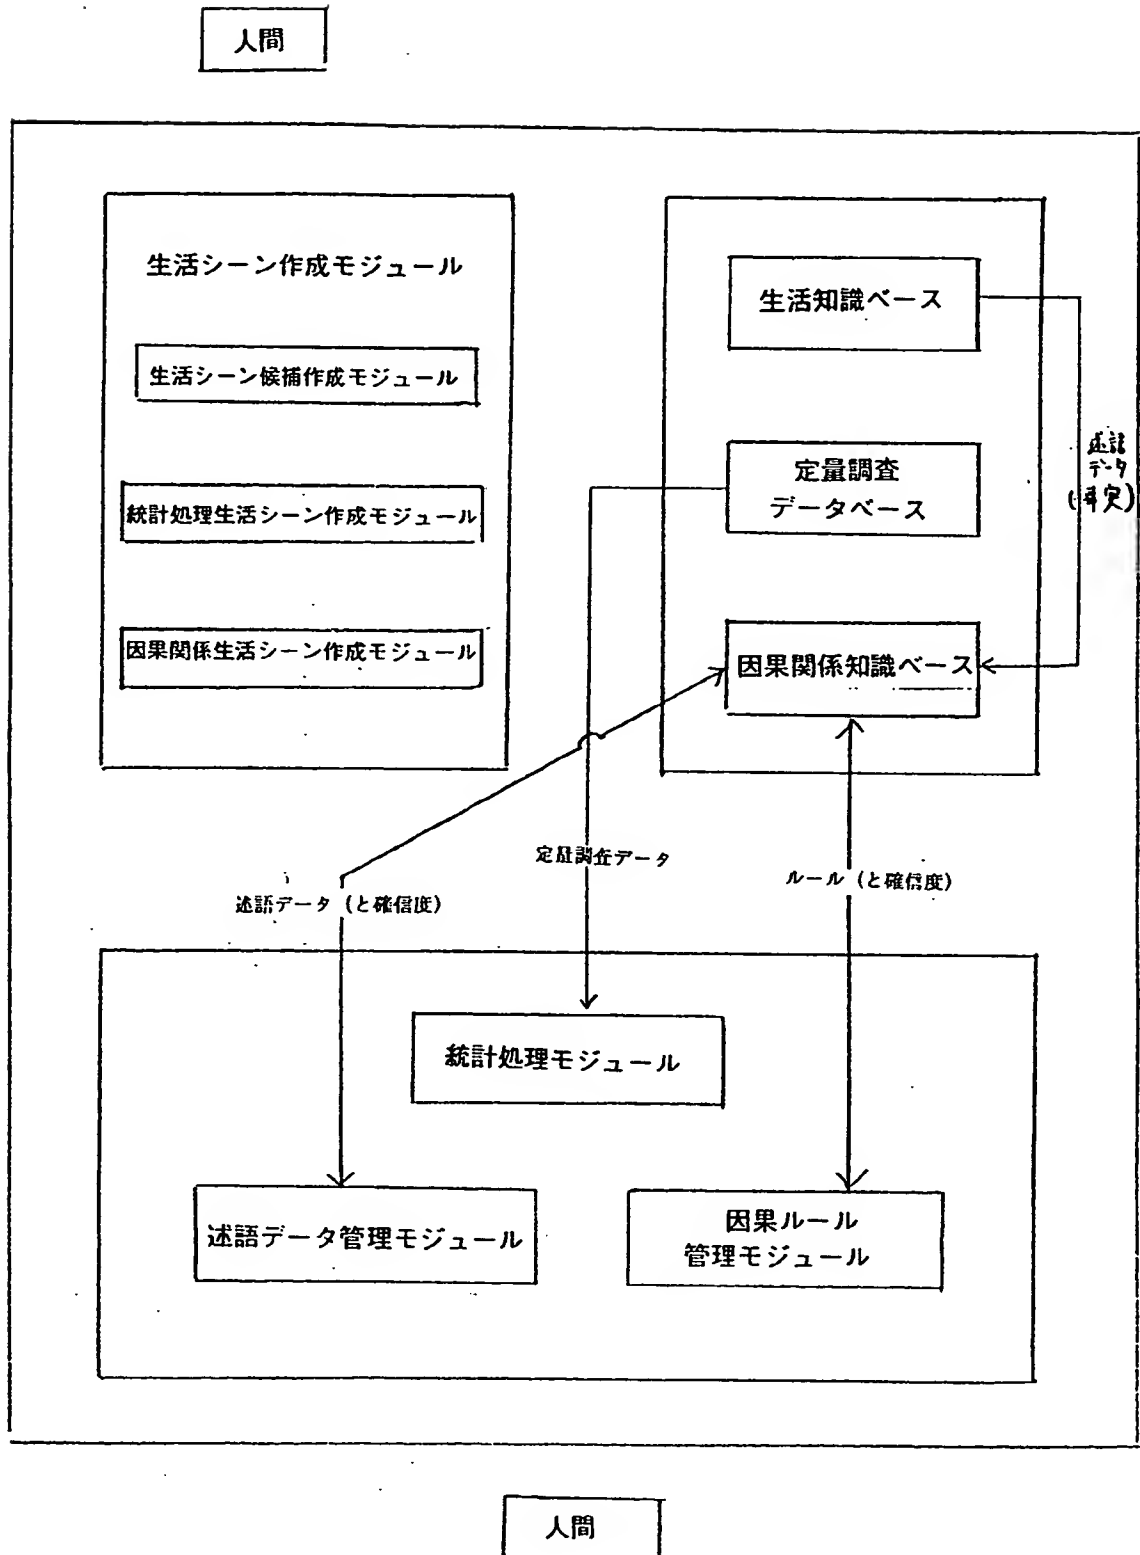 人間
生活シーン作成モジュール
生活シーン候補作成モジュール
統計処理生活シーン作成モジュール
因果関係生活シーン作成モジュール
生活知識ベース
定量調査
データベース
因果関係知識ベース
述語
データ
(事実)
述語データ (と確信度)
定量調査データ
ルール (と確信度)
統計処理モジュール
述語データ管理モジュール
因果ルール
管理モジュール
人間